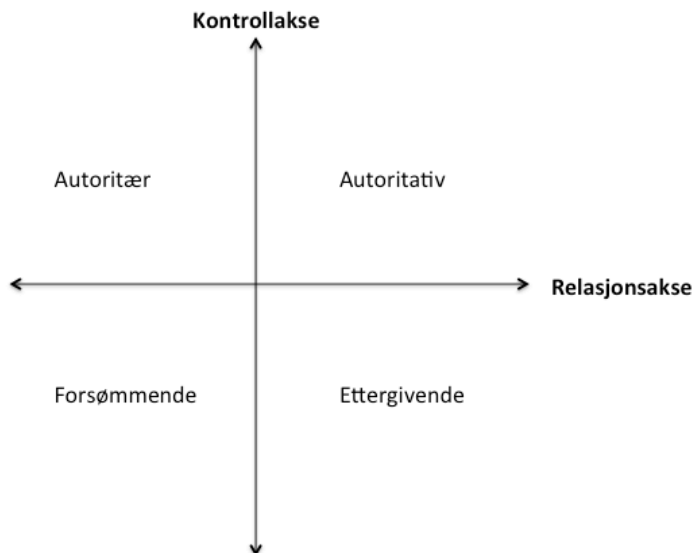 Kontrollakse
Autoritær
Autoritativ
Relasjonsakse
Forsømmende
Ettergivende